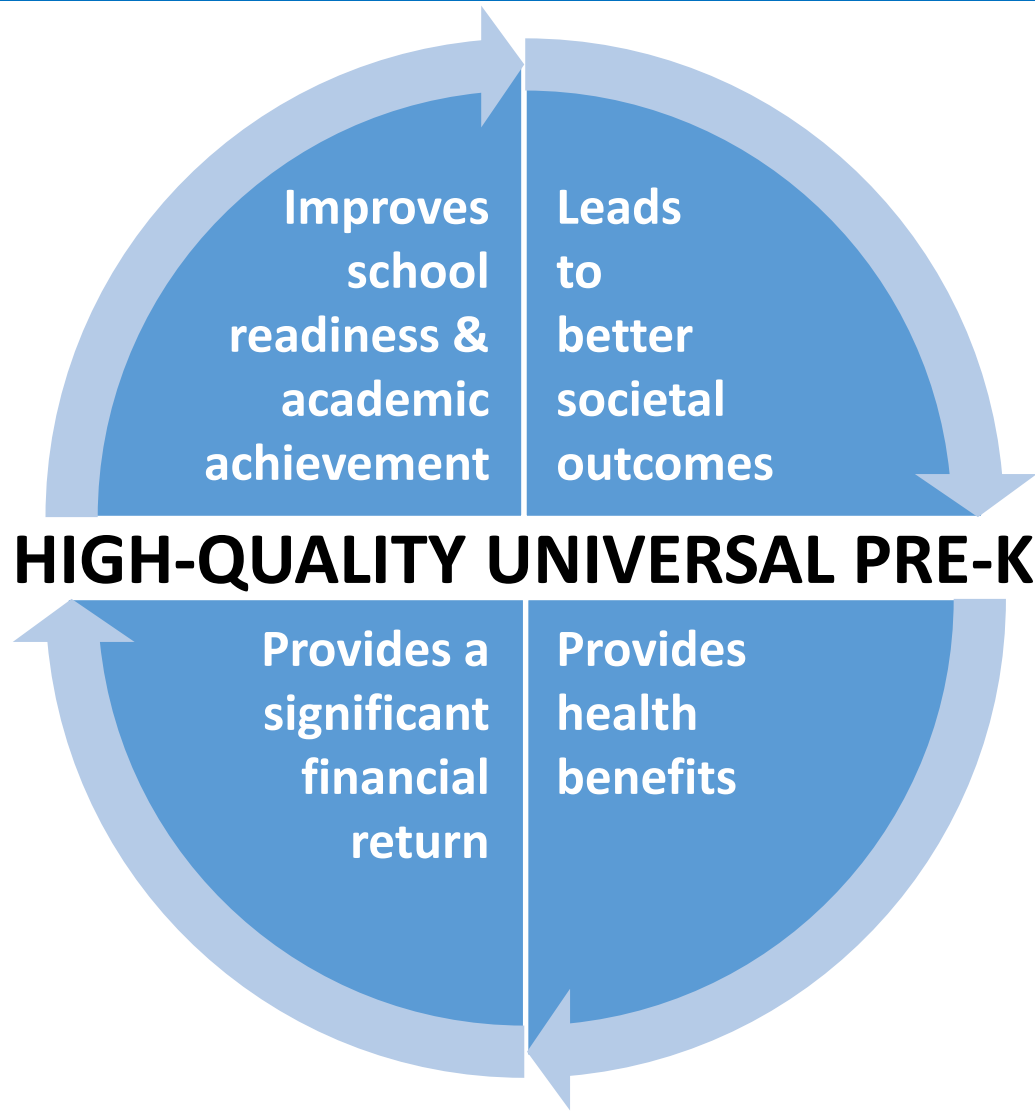 Improves
school
readiness &
academic
achievement
Leads
to
better
societal
outcomes
HIGH-QUALITY UNIVERSAL PRE-K
Provides a
significant
financial
return
Provides
health
benefits